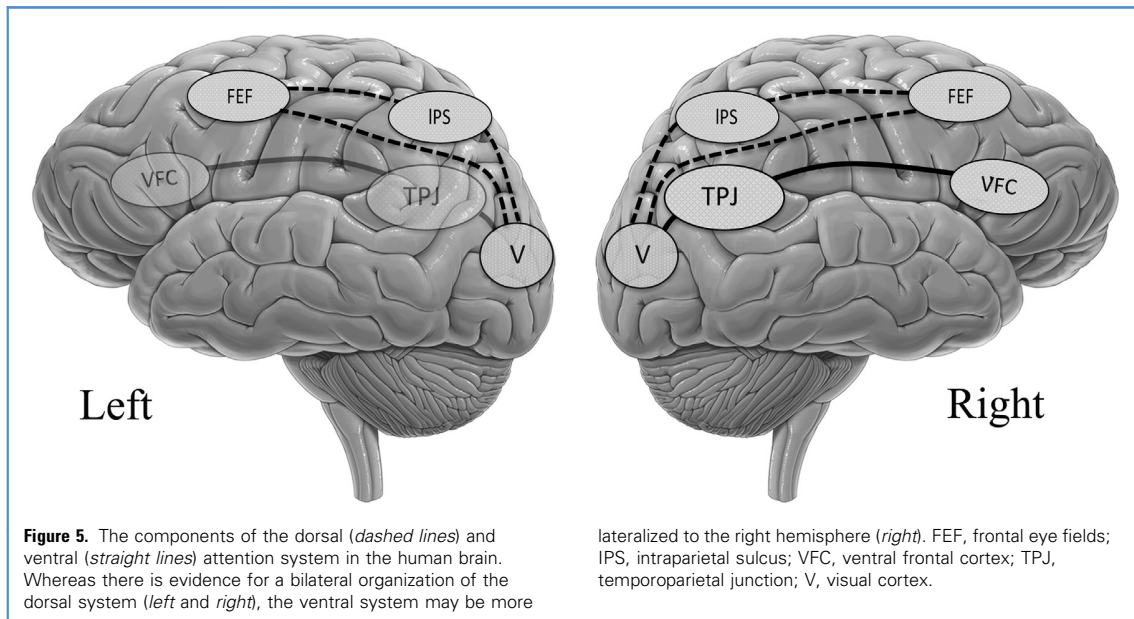 FEF
IPS
VFC
TPJ
V
Left
IPS
FEF
TPJ
VFC
V
Right
Figure 5. The components of the dorsal (dashed lines) and
ventral (straight lines) attention system in the human brain.
Whereas there is evidence for a bilateral organization of the
dorsal system (left and right), the ventral system may be more
lateralized to the right hemisphere (right). FEF, frontal eye fields;
IPS, intraparietal sulcus; VFC, ventral frontal cortex; TPJ,
temporoparietal junction; V, visual cortex.